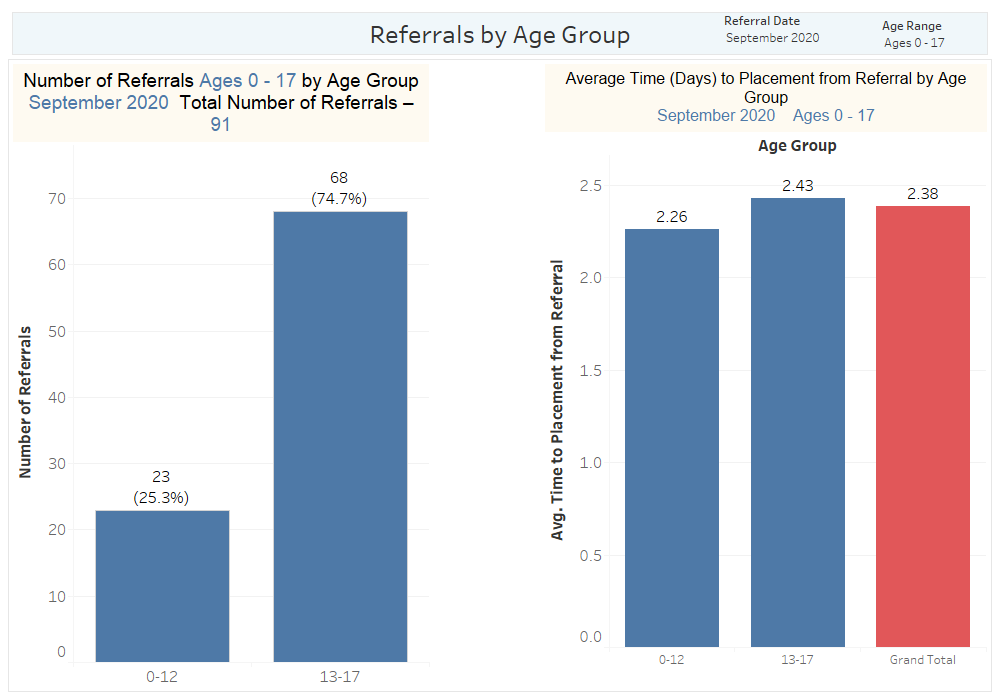 Referrals by Age Group
Referral Date
September 2020
Age Range
Ages 0 - 17
Number of Referrals Ages 0 - 17 by Age Group
September 2020 Total Number of Referrals –
91
Number of Referrals
70
60
50
40
30
20
10
0
23
(25.3%)
68
(74.7%)
0-12
13-17
Average Time (Days) to Placement from Referral by Age
Group
September 2020 Ages 0 - 17
Age Group
Avg. Time to Placement from Referral
2.5
2.0
1.5
1.0
0.5
0.0
2.26
2.43
2.38
0-12
13-17
Grand Total